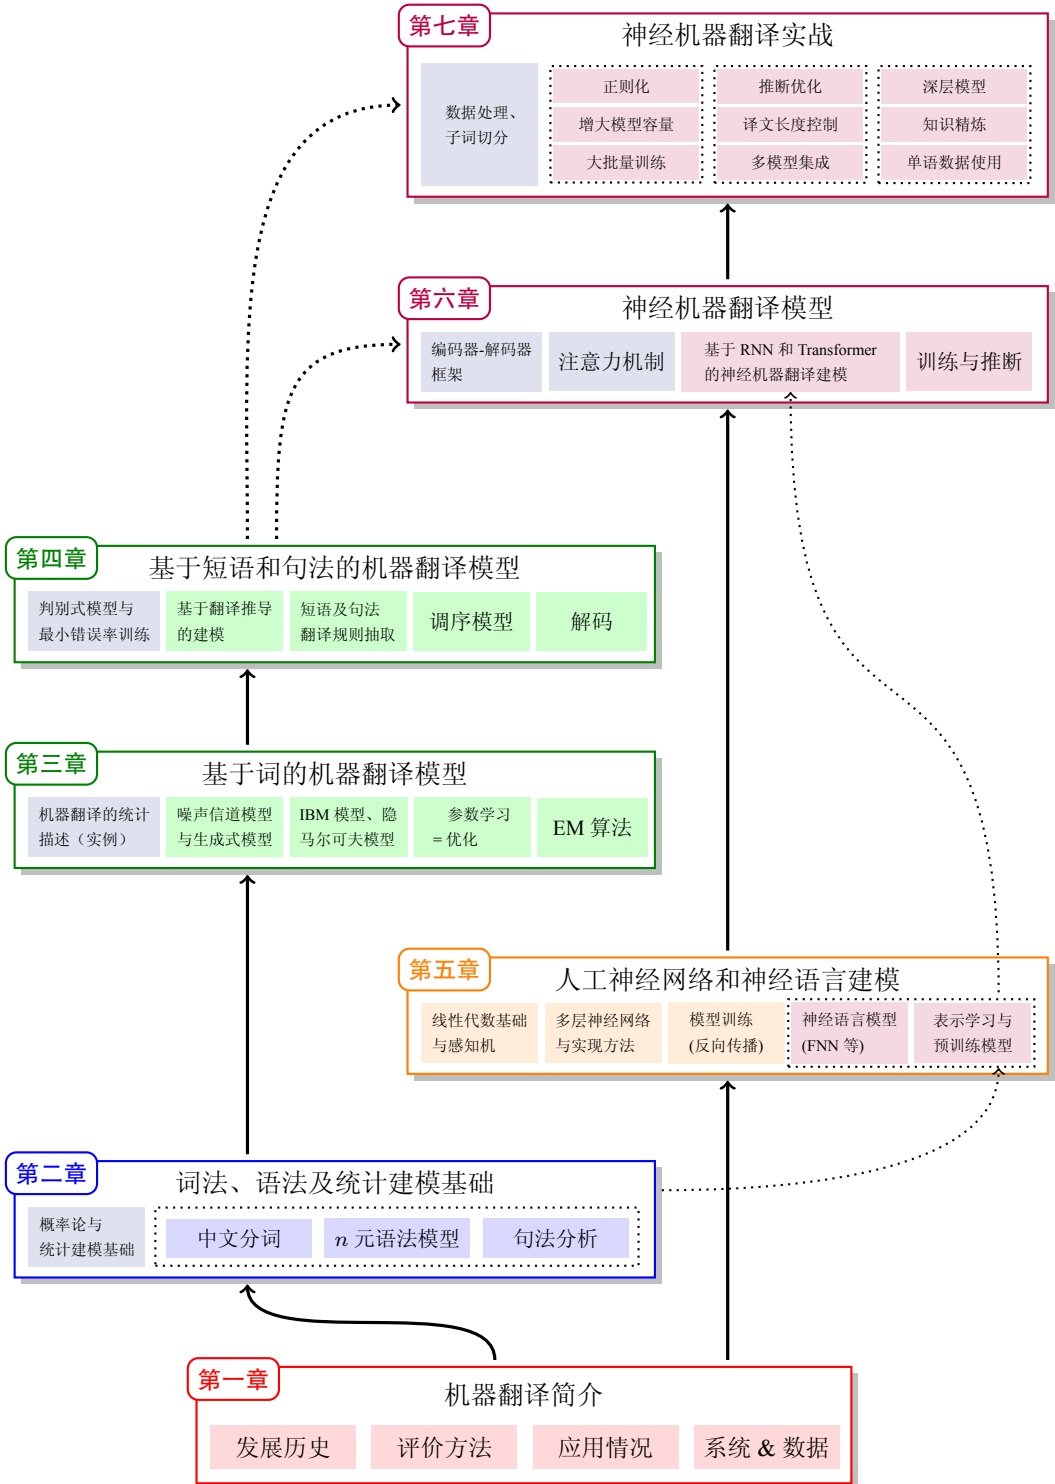 第七章
神经机器翻译实战
数据处理、
子词切分
正则化
增大模型容量
大批量训练
推断优化
译文长度控制
多模型集成
深层模型
知识精炼
单语数据使用
第六章
神经机器翻译模型
编码器-解码器
框架
注意力机制
基于 RNN 和 Transformer
的神经机器翻译建模
训练与推断
第四章
基于短语和句法的机器翻译模型
判别式模型与
最小错误率训练
基于翻译推导
的建模
短语及句法
翻译规则抽取
调序模型
解码
第三章
基于词的机器翻译模型
机器翻译的统计
描述（实例）
噪声信道模型
与生成式模型
IBM 模型、隐
马尔可夫模型
参数学习
= 优化
EM 算法
第五章
人工神经网络和神经语言建模
线性代数基础
与感知机
多层神经网络
与实现方法
模型训练
(反向传播)
神经语言模型
(FNN 等)
表示学习与
预训练模型
第二章
词法、语法及统计建模基础
概率论与
统计建模基础
中文分词
n 元语法模型
句法分析
第一章
机器翻译简介
发展历史
评价方法
应用情况
系统 & 数据